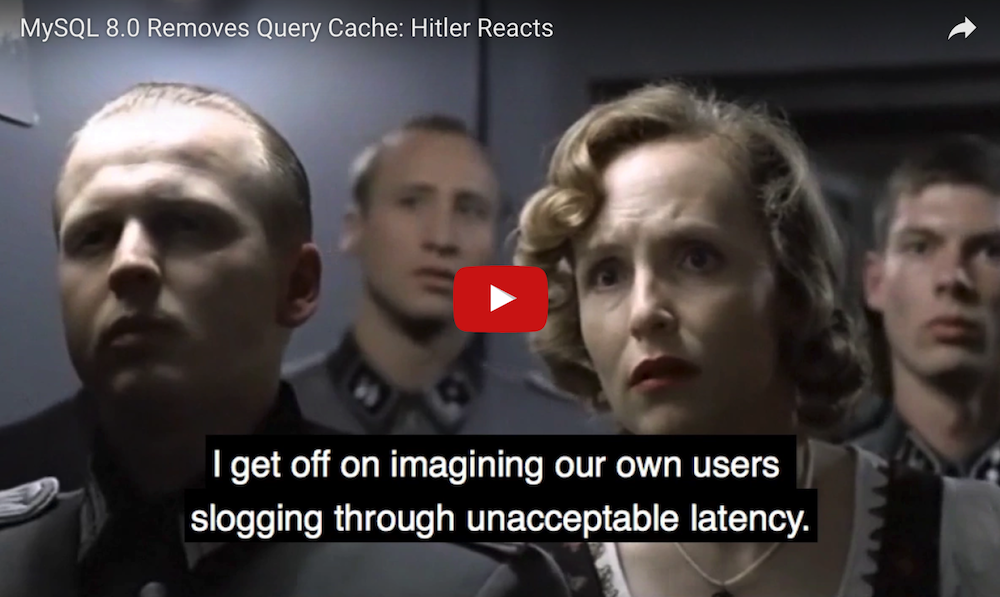 MySQL 8.0 Removes Query Cache: Hitler Reacts
I get off on imagining our own users
slogging through unacceptable latency.